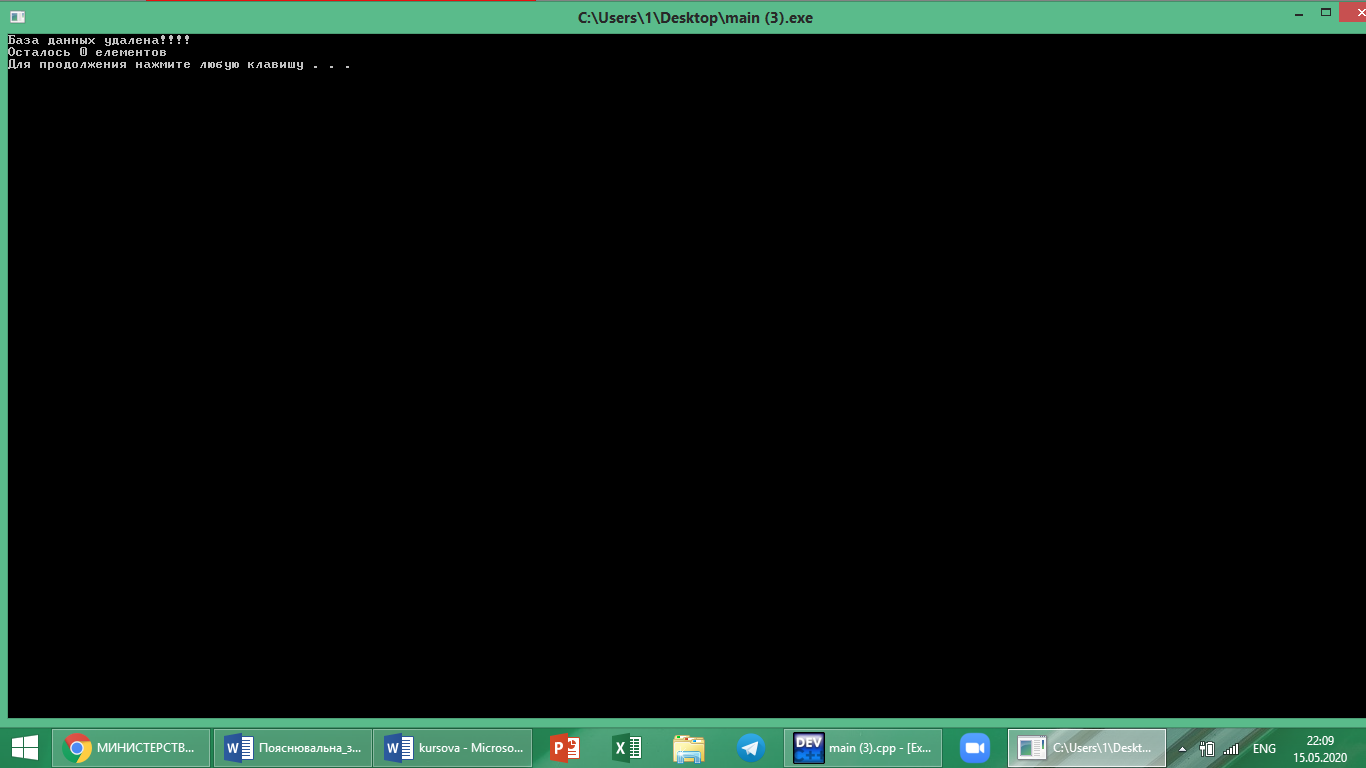 C:\Users\1\Desktop\main (3).exe
База данных удалена!!!!
Осталось 0 елементов
Для продолжения нажмите любую клавишу . . .
МИНИСТЕРСТВ...
Пояснювальна_з...
kursova - Microso...
main (3).cpp - [Ex...
C:\Users\1\Deskt...
ENG
22:09
15.05.2020